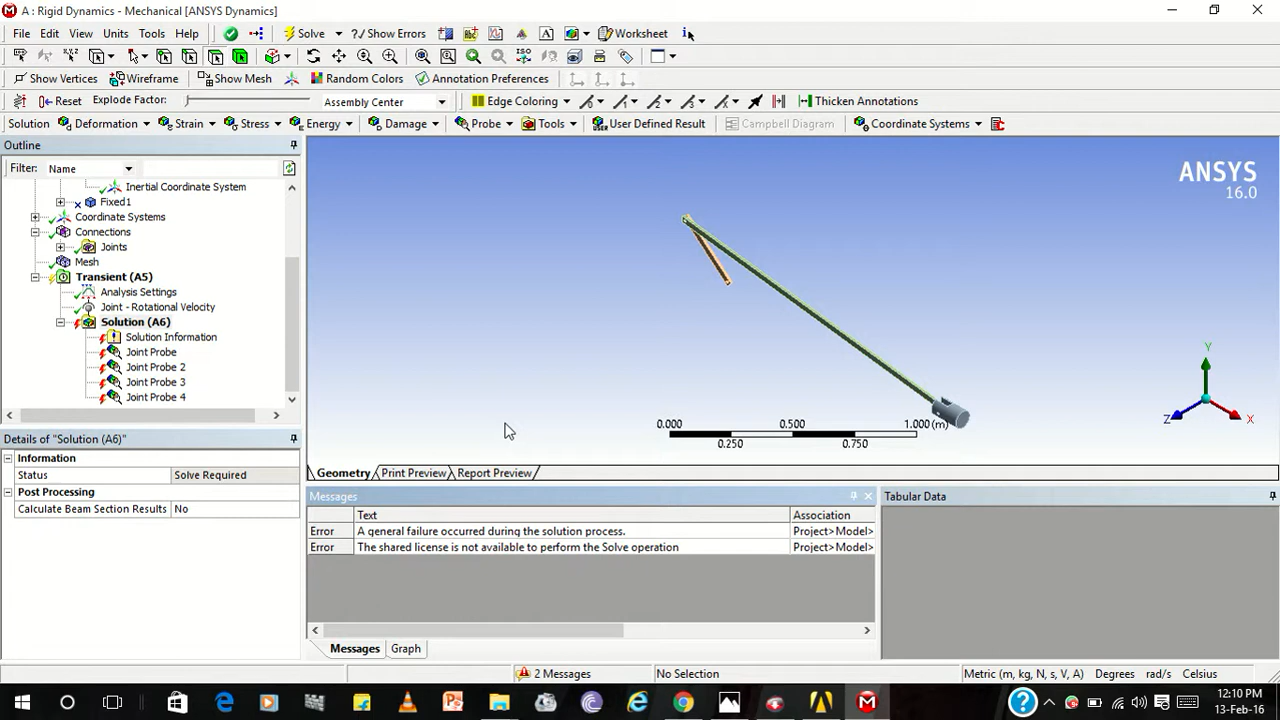 A : Rigid Dynamics - Mechanical [ANSYS Dynamics]
File Edit View Units Tools Help Solve Show Errors Worksheet
Show Vertices Wireframe Show Mesh Random Colors Annotation Preferences
Reset Explode Factor: Assembly Center Edge Coloring Thicken Annotations
Solution Deformation Strain Stress Energy Damage Probe Tools User Defined Result Campbell Diagram Coordinate Systems
Outline
Filter: Name
Inertial Coordinate System
Fixed1
Coordinate Systems
Connections
Joints
Mesh
Transient (A5)
Analysis Settings
Joint - Rotational Velocity
Solution (A6)
Solution Information
Joint Probe
Joint Probe 2
Joint Probe 3
Joint Probe 4
Details of "Solution (A6)"
Information
Status Solve Required
Post Processing
Calculate Beam Section Results No
ANSYS
16.0
Y
Z X
0.000 0.500 1.000 (m)
0.250 0.750
Geometry Print Preview Report Preview
Messages
Text Association
Error A general failure occurred during the solution process. Project>Model>
Error The shared license is not available to perform the Solve operation Project>Model>
Messages Graph
Tabular Data
2 Messages No Selection Metric (m, kg, N, s, V, A) Degrees rad/s Celsius
12:10 PM
13-Feb-16